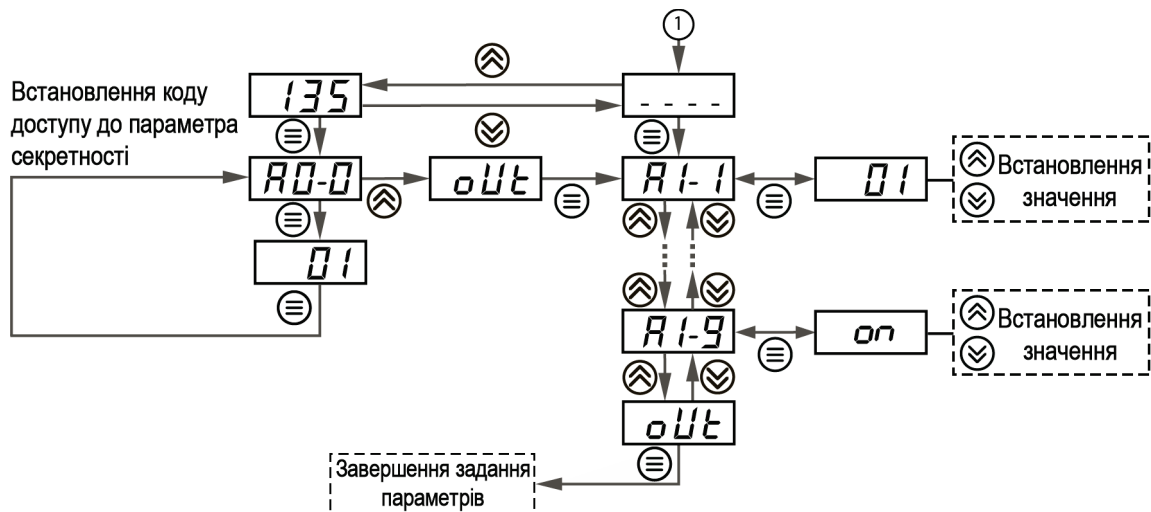 1
135
- - - -
Встановлення коду
доступу до параметра
секретності
A0-0
oUt
A1-1
01
Встановлення
значення
01
A1-9
on
Встановлення
значення
oUt
Завершення задання
параметрів